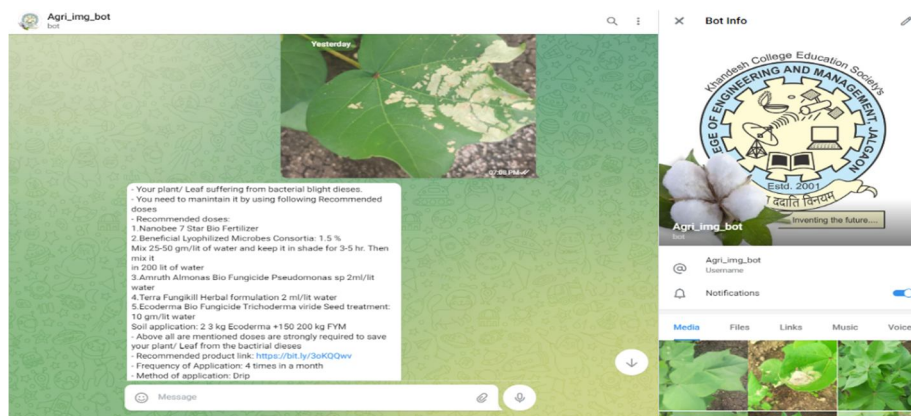 Agri_img_bot
bot
Yesterday
07:08 PM
- Your plant/ Leaf suffering from bacterial blight dieses.
- You need to manintain it by using following Recommended
doses
- Recommended doses:
1.Nanobee 7 Star Bio Fertilizer
2.Beneficial Lyophilized Microbes Consortia: 1.5 %
Mix 25-50 gm/lit of water and keep it in shade for 3-5 hr. Then
mix it
in 200 lit of water
3.Amruth Almonas Bio Fungicide Pseudomonas sp 2ml/lit
water
4.Terra Fungikill Herbal formulation 2 ml/lit water
5.Ecoderma Bio Fungicide Trichoderma viride Seed treatment:
10 gm/lit water
Soil application: 2 3 kg Ecoderma +150 200 kg FYM
- Above all are mentioned doses are strongly required to save
your plant/ Leaf from the bactirial dieses
- Recommended product link: https://bit.ly/3oKQQwv
- Frequency of Application: 4 times in a month
- Method of application: Drip
Message
Bot Info
Khandesh College Education Society's
EGE OF ENGINEERING AND MANAGEMENT, JALGAON
Estd. 2001
ददाति विनयम्
Inventing the future....
Agri_img_bot
bot
Agri_img_bot
Username
Notifications
Media Files Links Music Voice